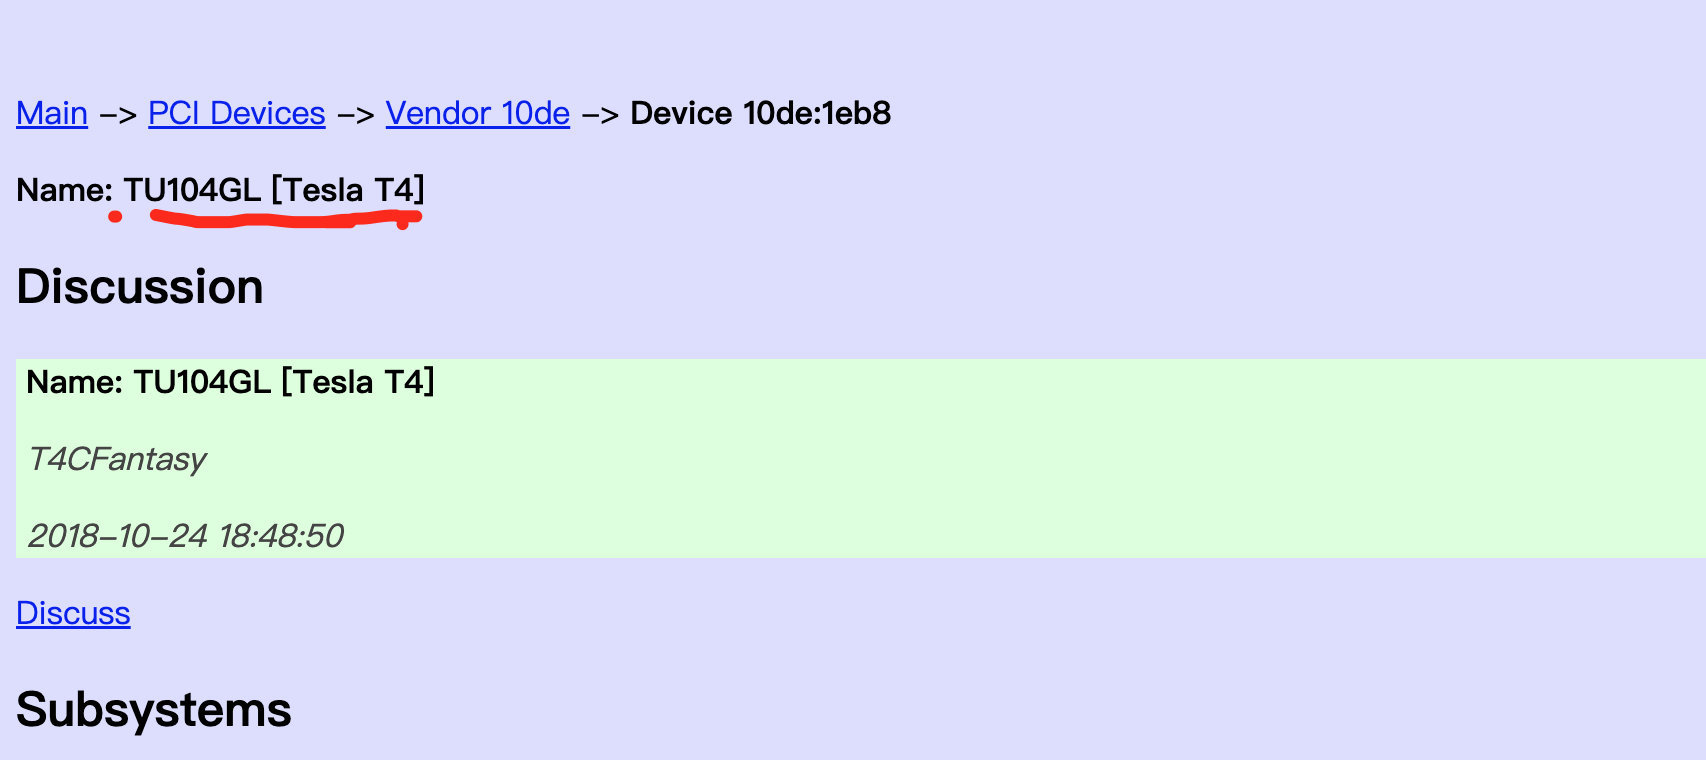 Main –> PCI Devices –> Vendor 10de –> Device 10de:1eb8
Name: TU104GL [Tesla T4]
Discussion
Name: TU104GL [Tesla T4]
T4CFantasy
2018–10–24 18:48:50
Discuss
Subsystems